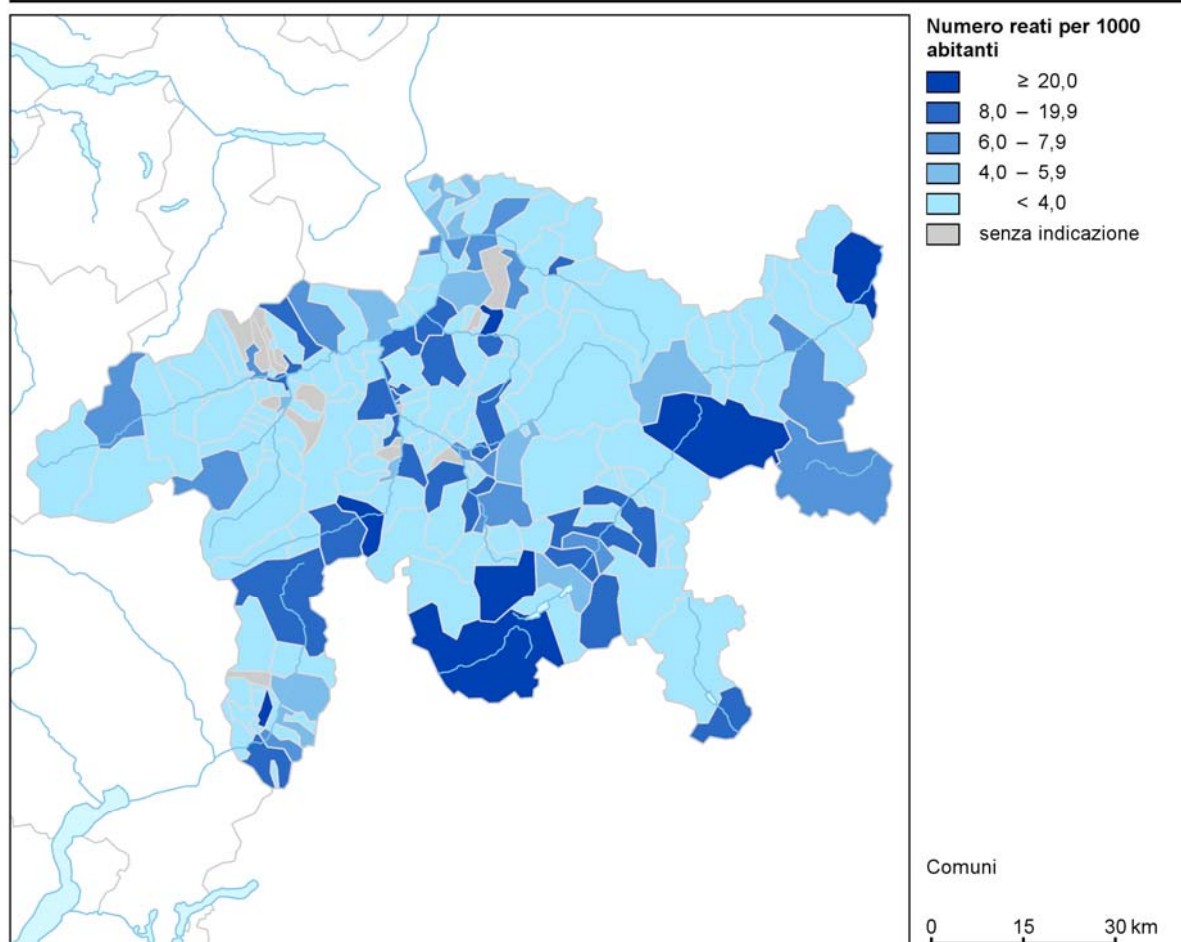 Numero reati per 1000
abitanti
≥ 20,0
8,0 – 19,9
6,0 – 7,9
4,0 – 5,9
< 4,0
senza indicazione
Comuni
0 15 30 km